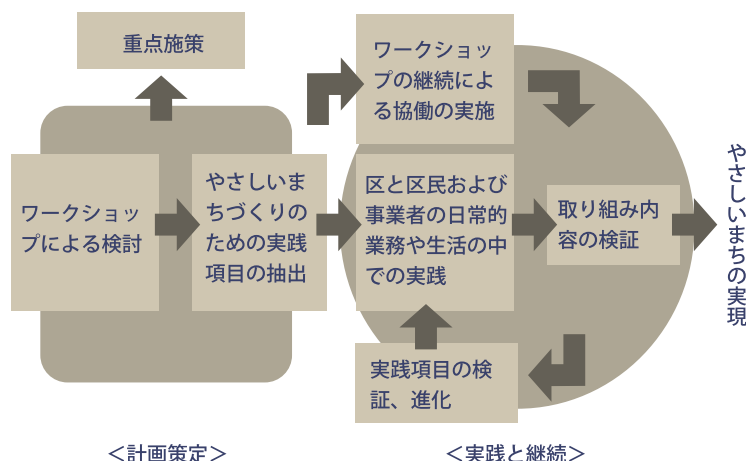 重点施策
ワークショッ
プによる検討
やさしいま
ちづくりの
ための実践
項目の抽出
ワークショッ
プの継続によ
る協働の実施
区と区民および
事業者の日常的
業務や生活の中
での実践
取り組み内
容の検証
実践項目の検
証、進化
やさしいまちの実現
＜計画策定＞
＜実践と継続＞